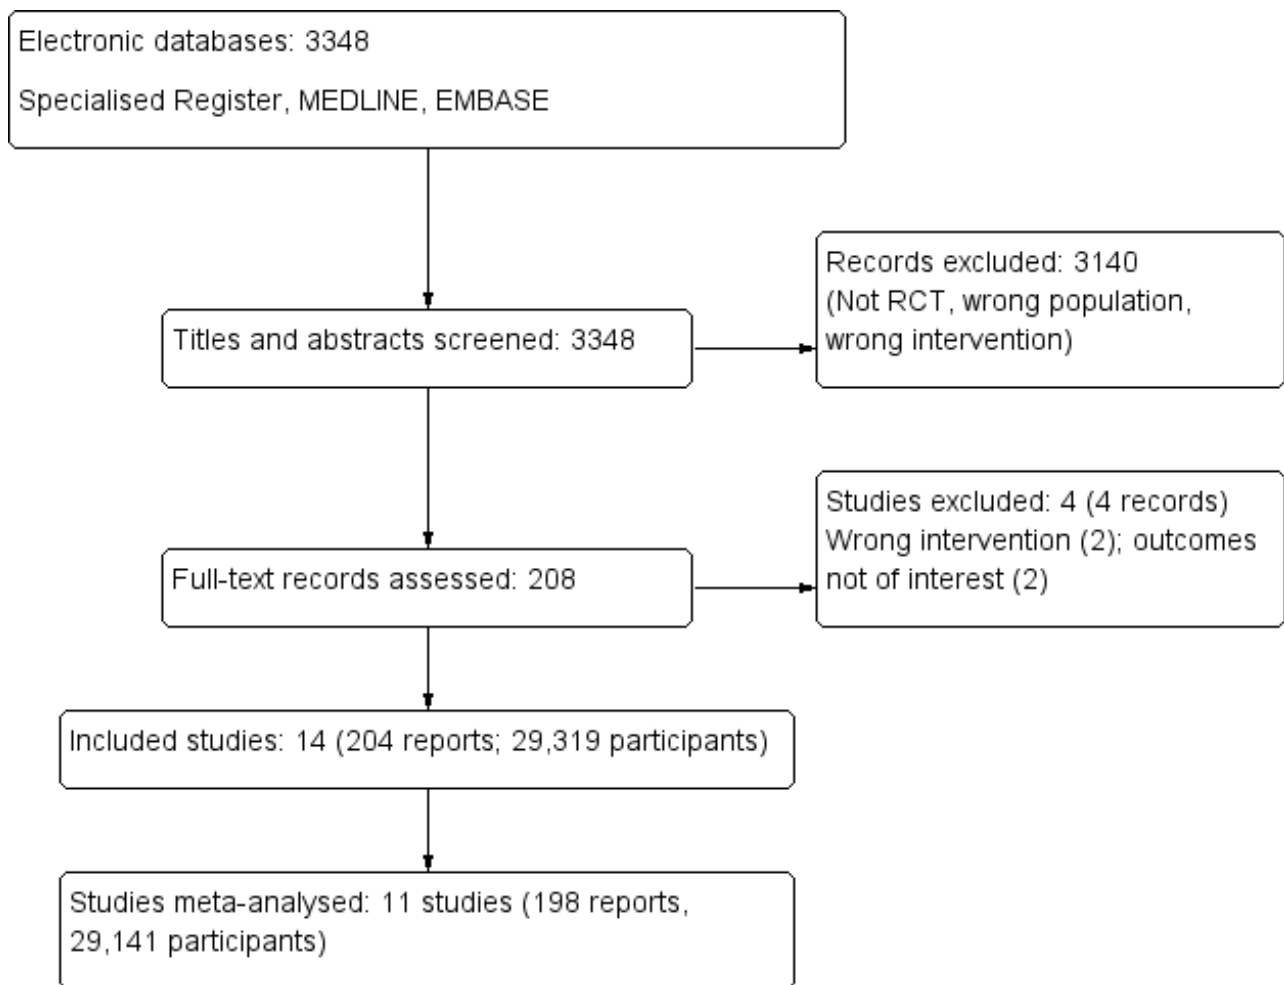 Electronic databases: 3348
Specialised Register, MEDLINE, EMBASE
Records excluded: 3140
(Not RCT, wrong population,
wrong intervention)
Titles and abstracts screened: 3348
Studies excluded: 4 (4 records)
Wrong intervention (2); outcomes
not of interest (2)
Full-text records assessed: 208
Included studies: 14 (204 reports; 29,319 participants)
Studies meta-analysed: 11 studies (198 reports,
29,141 participants)